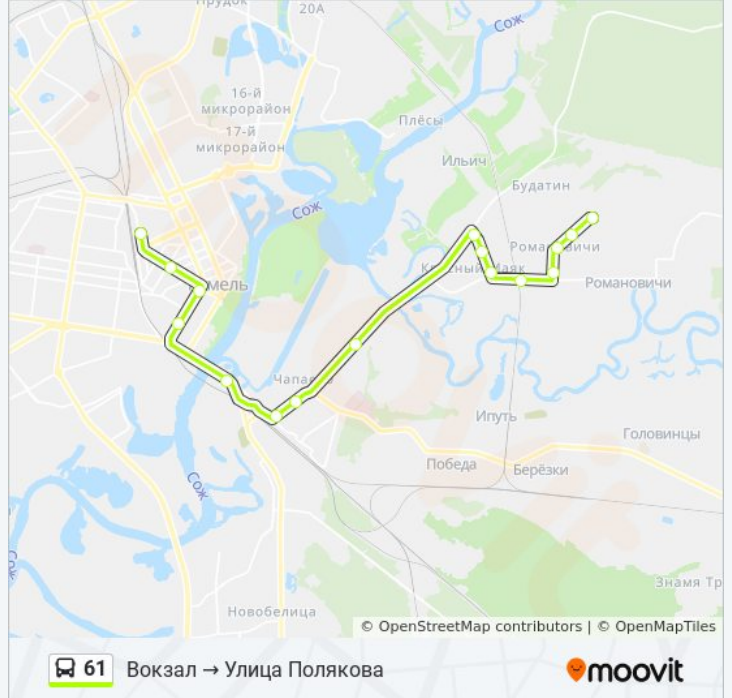 Прудок
20А
Сож
16-й
микрорайон
17-й
микрорайон
Плёсы
Ильич
Будатин
Сож
Романовичи
Красный Маяк
Романовичи
мель
Чапаево
Ипуть
Головинцы
Победа
Берёзки
Сож
Сож
Знамя Тр
Новобелица
© OpenStreetMap contributors | © OpenMapTiles
61 Вокзал → Улица Полякова
moovit